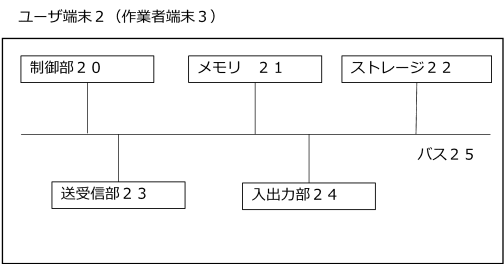 ユーザ端末２（作業者端末３）
制御部２０
メモリ　２１
ストレージ２２
バス２５
送受信部２３
入出力部２４